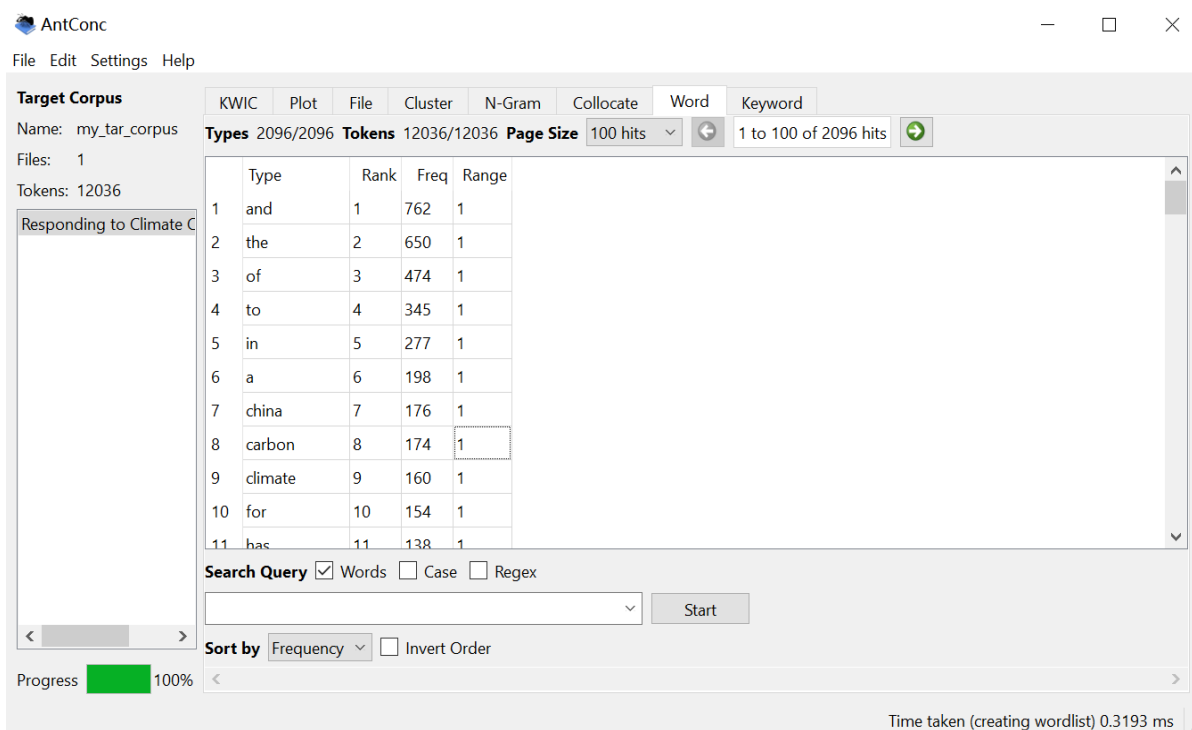 AntConc
File Edit Settings Help
Target Corpus
Name: my_tar_corpus
Files: 1
Tokens: 12036
Responding to Climate C
Progress 100%
KWIC Plot File Cluster N-Gram Collocate Word Keyword
Types 2096/2096 Tokens 12036/12036 Page Size 100 hits 1 to 100 of 2096 hits
Type Rank Freq Range
1 and 1 762 1
2 the 2 650 1
3 of 3 474 1
4 to 4 345 1
5 in 5 277 1
6 a 6 198 1
7 china 7 176 1
8 carbon 8 174 1
9 climate 9 160 1
10 for 10 154 1
11 has 11 138 1
Search Query Words Case Regex
Start
Sort by Frequency Invert Order
Time taken (creating wordlist) 0.3193 ms